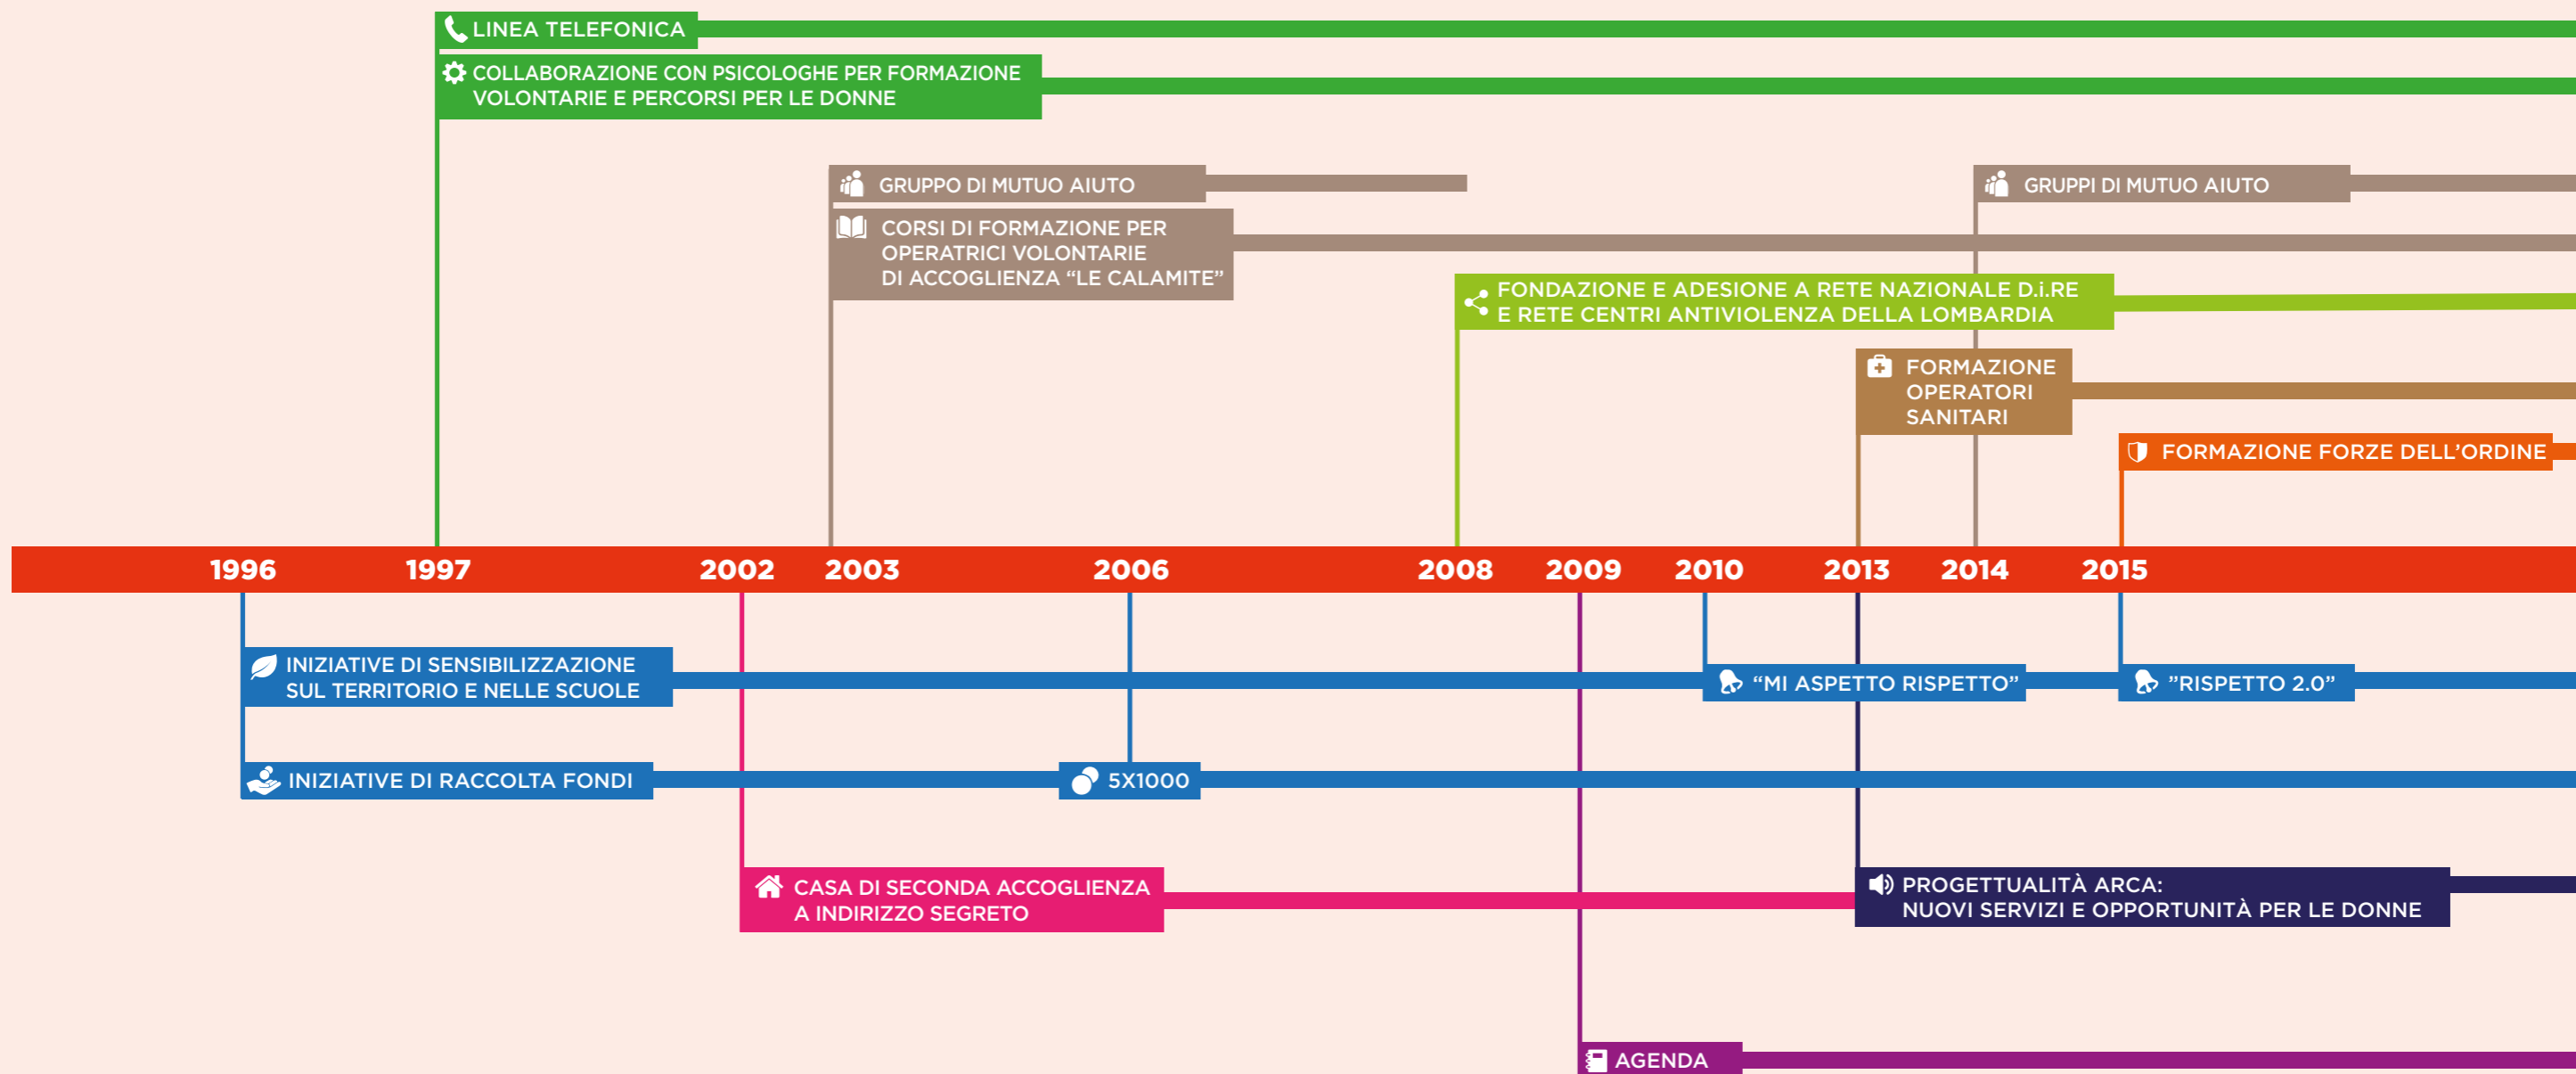 LINEA TELEFONICA
COLLABORAZIONE CON PSICOLOGHE PER FORMAZIONE
VOLONTARIE E PERCORSI PER LE DONNE
GRUPPO DI MUTUO AIUTO
GRUPPI DI MUTUO AIUTO
CORSI DI FORMAZIONE PER
OPERATRICI VOLONTARIE
DI ACCOGLIENZA “LE CALAMITE”
FONDAZIONE E ADESIONE A RETE NAZIONALE D.i.RE
E RETE CENTRI ANTIVIOLENZA DELLA LOMBARDIA
FORMAZIONE
OPERATORI
SANITARI
FORMAZIONE FORZE DELL’ORDINE
1996 1997 2002 2003 2006 2008 2009 2010 2013 2014 2015
INIZIATIVE DI SENSIBILIZZAZIONE
SUL TERRITORIO E NELLE SCUOLE
“MI ASPETTO RISPETTO”
”RISPETTO 2.0”
INIZIATIVE DI RACCOLTA FONDI
5X1000
CASA DI SECONDA ACCOGLIENZA
A INDIRIZZO SEGRETO
PROGETTUALITÀ ARCA:
NUOVI SERVIZI E OPPORTUNITÀ PER LE DONNE
AGENDA